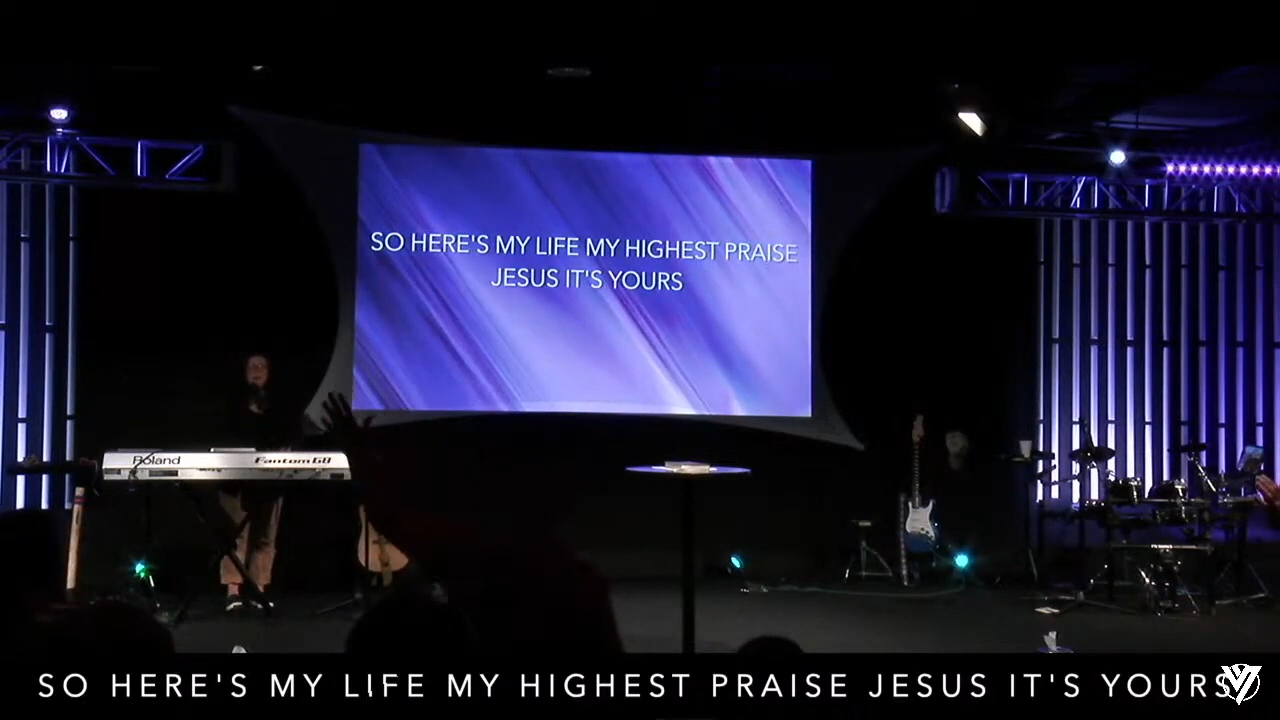 SO HERE'S MY LIFE MY HIGHEST PRAISE
JESUS IT'S YOURS
Roland
Fantom G8
SO HERE'S MY LIFE MY HIGHEST PRAISE JESUS IT'S YOURS